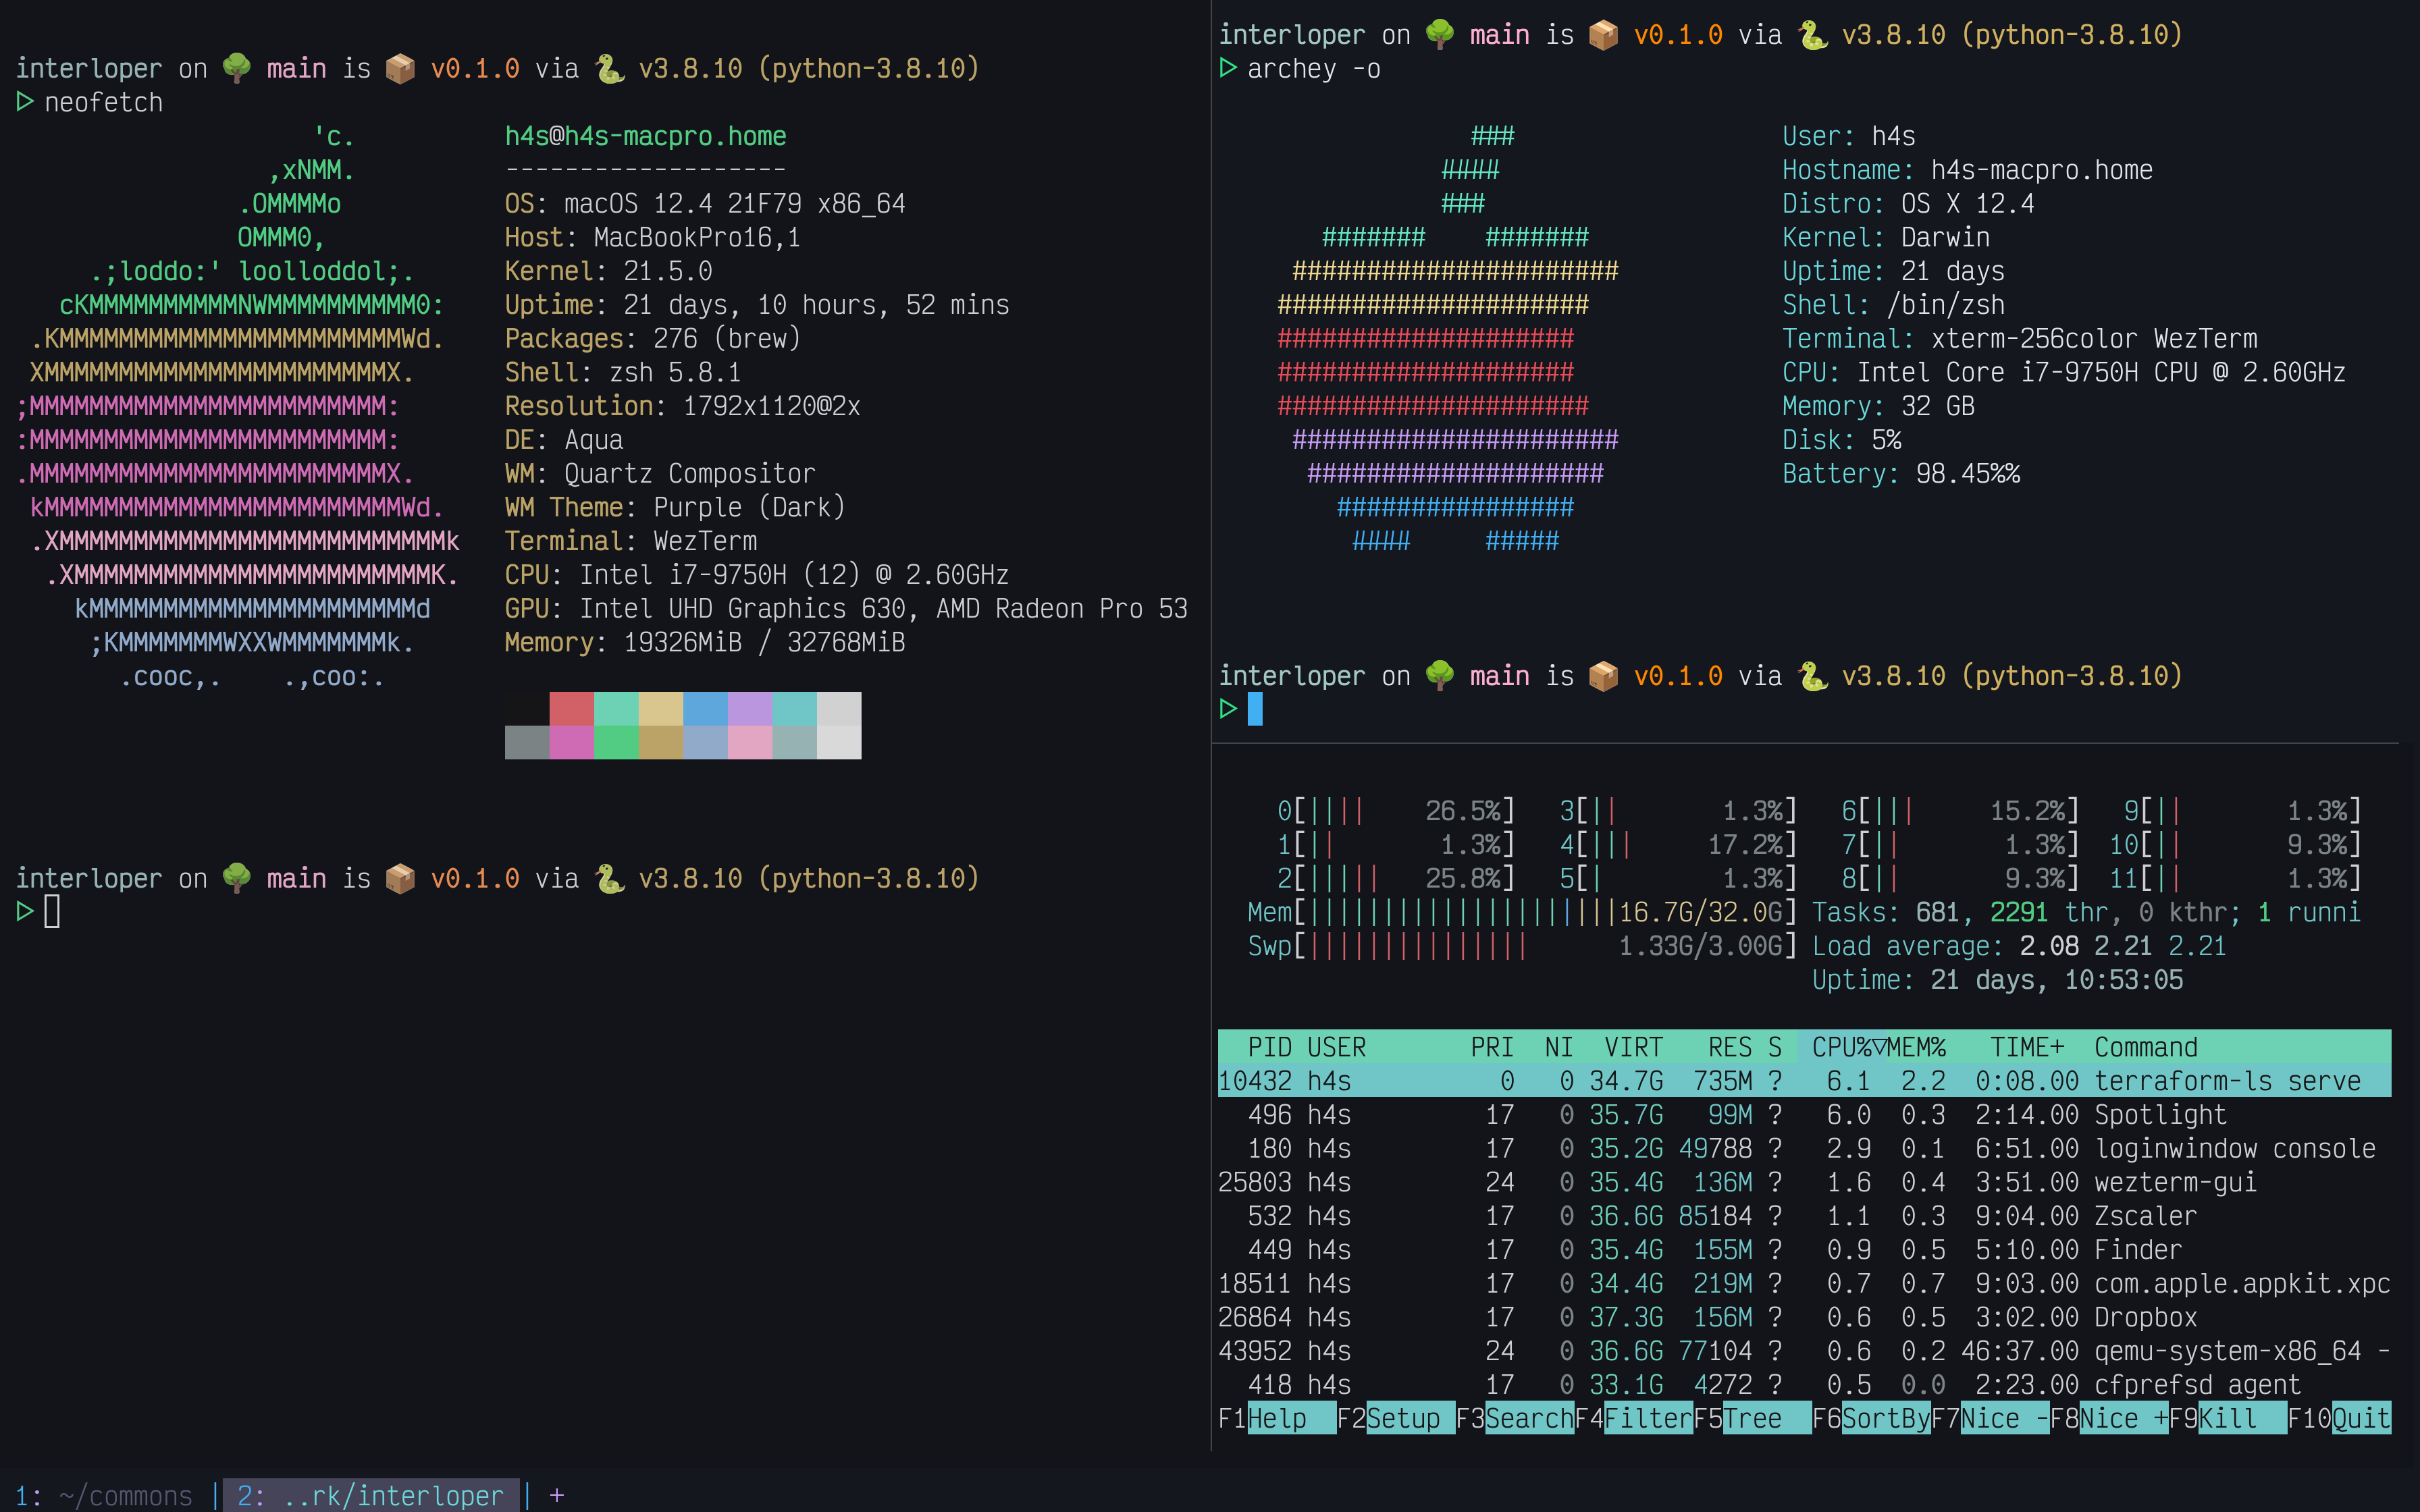 interloper on 🌳 main is 📦 v0.1.0 via 🐍 v3.8.10 (python-3.8.10)
▷ neofetch
                    'c.          h4s@h4s-macpro.home
                 ,xNMM.          -------------------
               .OMMMMo           OS: macOS 12.4 21F79 x86_64
               OMMM0,            Host: MacBookPro16,1
     .;loddo:' loolloddol;.      Kernel: 21.5.0
   cKMMMMMMMMMMNWMMMMMMMMMM0:    Uptime: 21 days, 10 hours, 52 mins
 .KMMMMMMMMMMMMMMMMMMMMMMMWd.    Packages: 276 (brew)
 XMMMMMMMMMMMMMMMMMMMMMMMX.      Shell: zsh 5.8.1
;MMMMMMMMMMMMMMMMMMMMMMMM:       Resolution: 1792x1120@2x
:MMMMMMMMMMMMMMMMMMMMMMMM:       DE: Aqua
.MMMMMMMMMMMMMMMMMMMMMMMMX.      WM: Quartz Compositor
 kMMMMMMMMMMMMMMMMMMMMMMMMWd.    WM Theme: Purple (Dark)
 .XMMMMMMMMMMMMMMMMMMMMMMMMMMk   Terminal: WezTerm
  .XMMMMMMMMMMMMMMMMMMMMMMMMK.   CPU: Intel i7-9750H (12) @ 2.60GHz
    kMMMMMMMMMMMMMMMMMMMMMMd     GPU: Intel UHD Graphics 630, AMD Radeon Pro 53
     ;KMMMMMMMWXXWMMMMMMMk.      Memory: 19326MiB / 32768MiB
       .cooc,.    .,coo:.
interloper on 🌳 main is 📦 v0.1.0 via 🐍 v3.8.10 (python-3.8.10)
▷
interloper on 🌳 main is 📦 v0.1.0 via 🐍 v3.8.10 (python-3.8.10)
▷ archey -o
                 ###                  User: h4s
               ####                   Hostname: h4s-macpro.home
               ###                    Distro: OS X 12.4
       #######    #######             Kernel: Darwin
     ######################           Uptime: 21 days
    #####################             Shell: /bin/zsh
    ####################              Terminal: xterm-256color WezTerm
    ####################              CPU: Intel Core i7-9750H CPU @ 2.60GHz
    #####################             Memory: 32 GB
     ######################           Disk: 5%
      ####################            Battery: 98.45%%
        ################
         ####     #####
interloper on 🌳 main is 📦 v0.1.0 via 🐍 v3.8.10 (python-3.8.10)
▷
0[||||    26.5%] 3[||       1.3%] 6[|||     15.2%] 9[||       1.3%]
1[||       1.3%] 4[|||     17.2%] 7[||       1.3%] 10[||       9.3%]
2[|||||   25.8%] 5[|        1.3%] 8[||       9.3%] 11[||       1.3%]
Mem[|||||||||||||||||||||16.7G/32.0G] Tasks: 681, 2291 thr, 0 kthr; 1 runni
Swp[|||||||||||||||      1.33G/3.00G] Load average: 2.08 2.21 2.21
Uptime: 21 days, 10:53:05
PID USER PRI NI VIRT RES S CPU%▽MEM% TIME+ Command
10432 h4s 0 0 34.7G 735M ? 6.1 2.2 0:08.00 terraform-ls serve
496 h4s 17 0 35.7G 99M ? 6.0 0.3 2:14.00 Spotlight
180 h4s 17 0 35.2G 49788 ? 2.9 0.1 6:51.00 loginwindow console
25803 h4s 24 0 35.4G 136M ? 1.6 0.4 3:51.00 wezterm-gui
532 h4s 17 0 36.6G 85184 ? 1.1 0.3 9:04.00 Zscaler
449 h4s 17 0 35.4G 155M ? 0.9 0.5 5:10.00 Finder
18511 h4s 17 0 34.4G 219M ? 0.7 0.7 9:03.00 com.apple.appkit.xpc
26864 h4s 17 0 37.3G 156M ? 0.6 0.5 3:02.00 Dropbox
43952 h4s 24 0 36.6G 77104 ? 0.6 0.2 46:37.00 qemu-system-x86_64 -
418 h4s 17 0 33.1G 4272 ? 0.5 0.0 2:23.00 cfprefsd agent
F1Help F2Setup F3SearchF4FilterF5Tree F6SortByF7Nice -F8Nice +F9Kill F10Quit
1: ~/commons | 2: ..rk/interloper | +